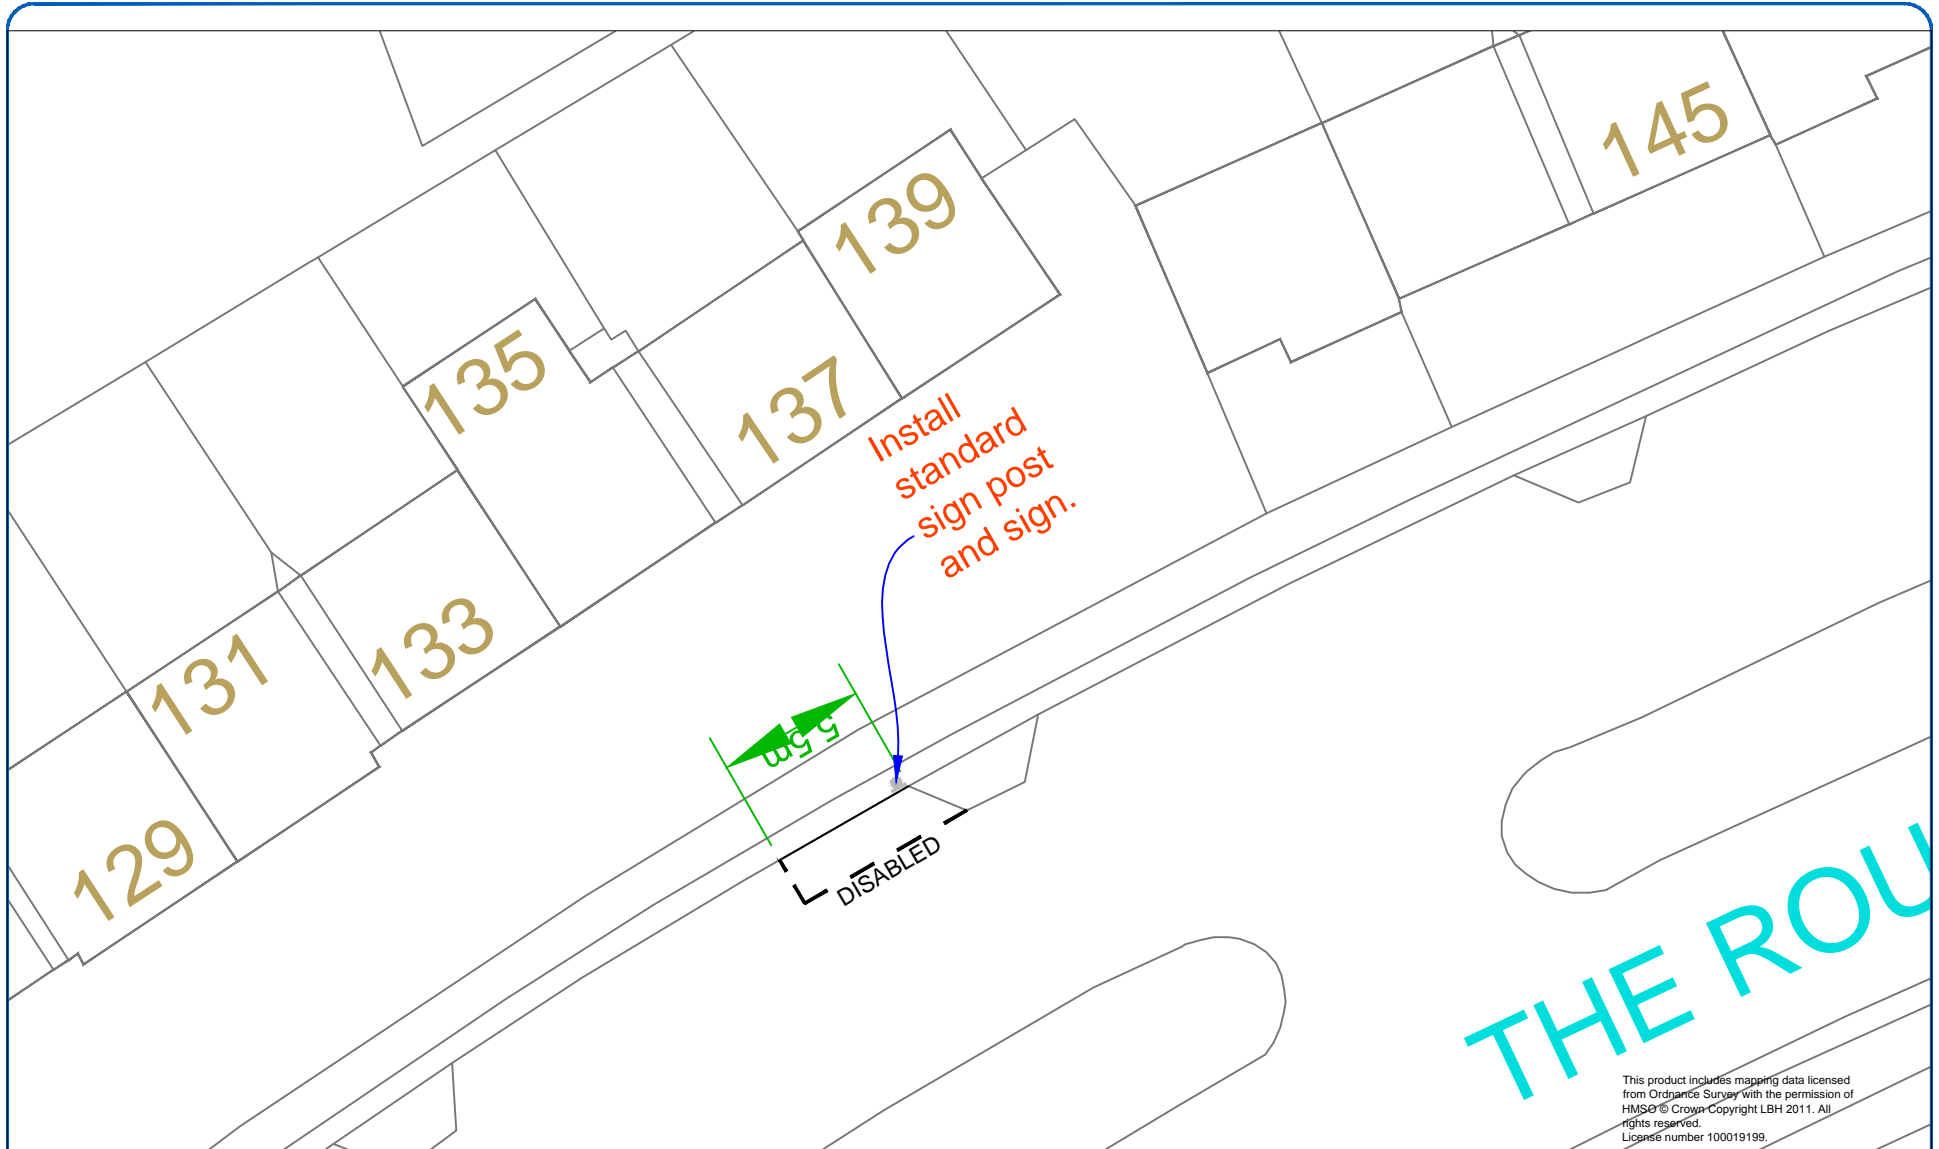 145
139
135
137
Install
standard
sign post
and sign.
133
131
5.5m
129
DISABLED
THE ROU
This product includes mapping data licensed
from Ordnance Survey with the permission of
HMSO © Crown Copyright LBH 2011. All
rights reserved.
License number 100019199.